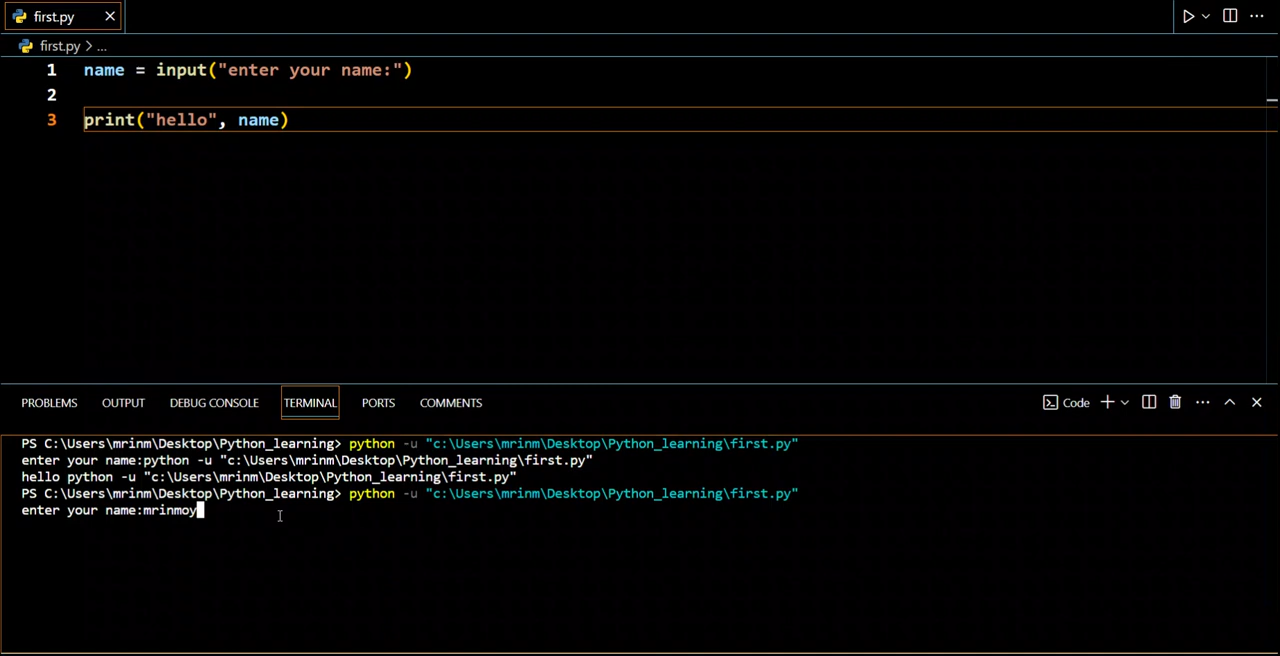 first.py
first.py > ...
1 name = input("enter your name:")
2
3 print("hello", name)
PROBLEMS OUTPUT DEBUG CONSOLE TERMINAL PORTS COMMENTS Code
PS C:\Users\mrinm\Desktop\Python_learning> python -u "c:\Users\mrinm\Desktop\Python_learning\first.py"
enter your name:python -u "c:\Users\mrinm\Desktop\Python_learning\first.py"
hello python -u "c:\Users\mrinm\Desktop\Python_learning\first.py"
PS C:\Users\mrinm\Desktop\Python_learning> python -u "c:\Users\mrinm\Desktop\Python_learning\first.py"
enter your name:mrinmoy